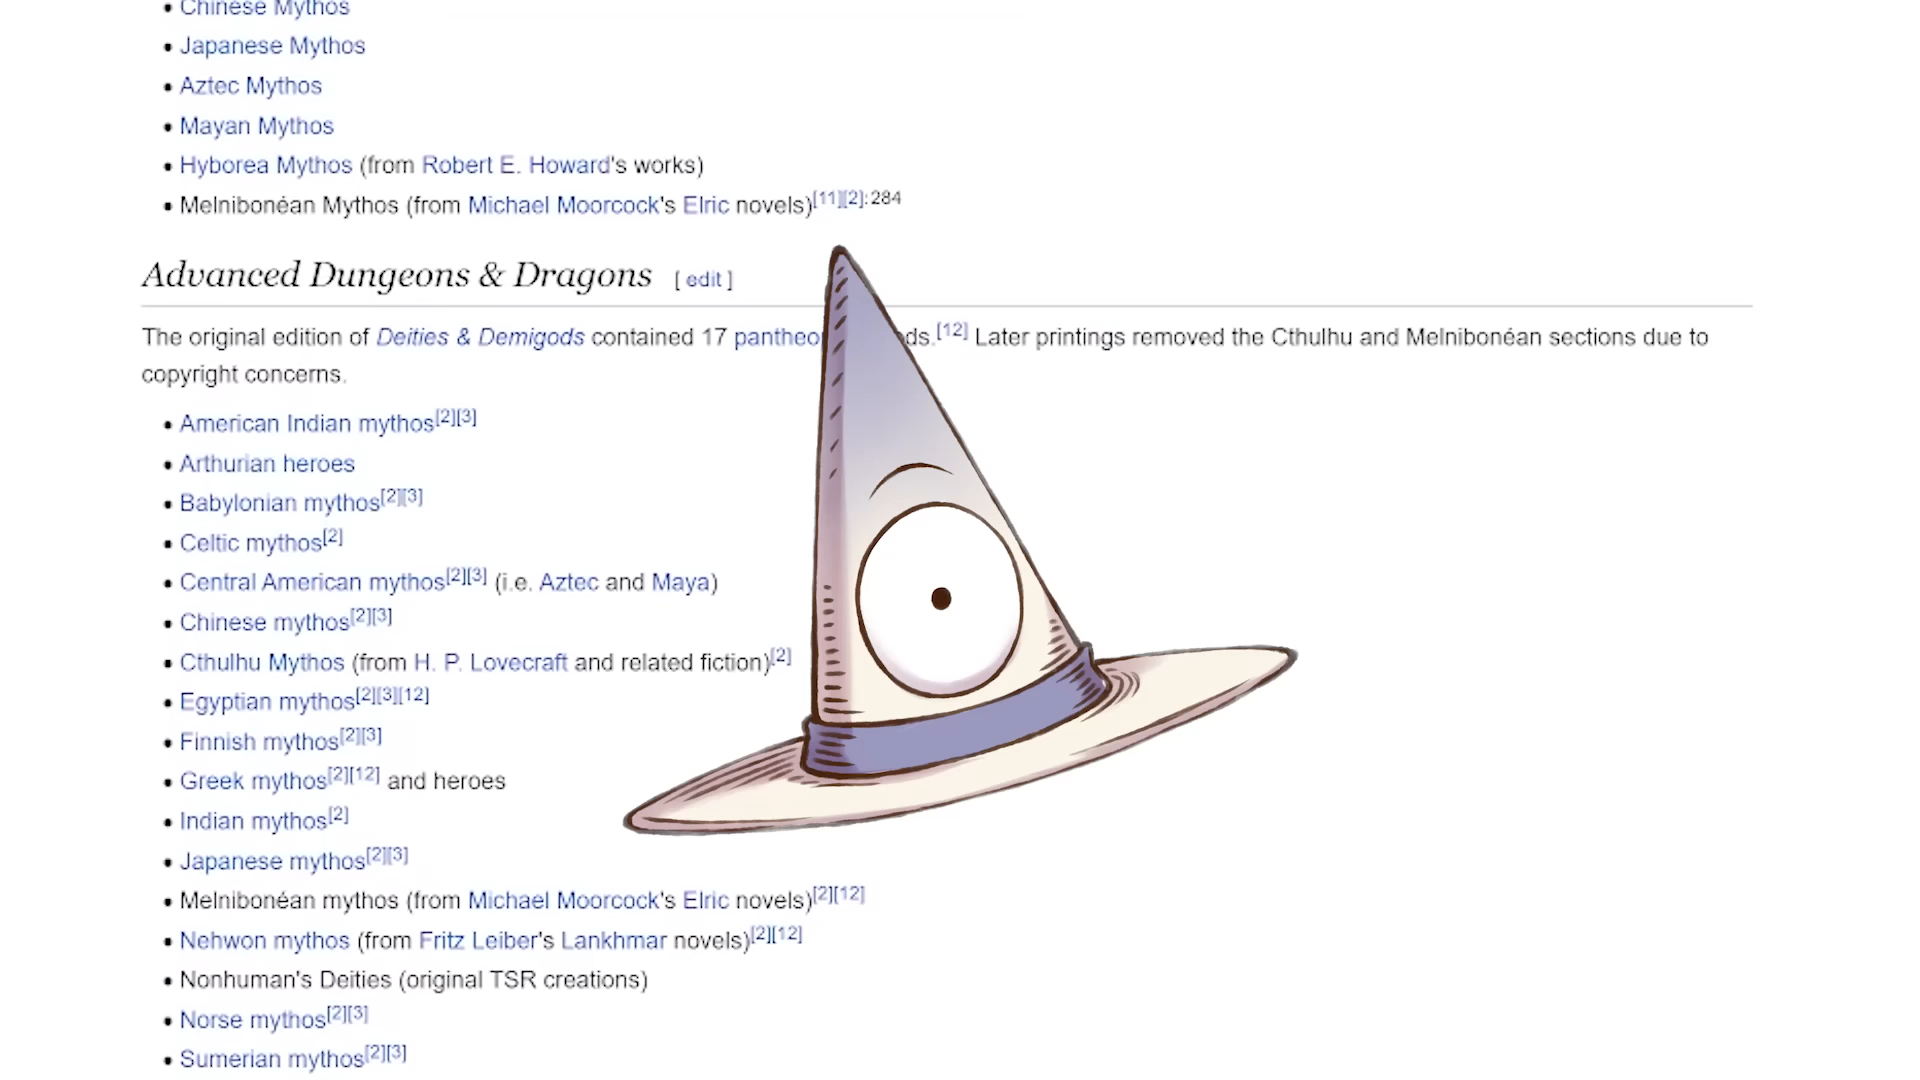 • Chinese Mythos
• Japanese Mythos
• Aztec Mythos
• Mayan Mythos
• Hyborea Mythos (from Robert E. Howard's works)
• Melnibonéan Mythos (from Michael Moorcock's Elric novels)[11][2]:284
Advanced Dungeons & Dragons [ edit ]
The original edition of Deities & Demigods contained 17 pantheo ds.[12] Later printings removed the Cthulhu and Melnibonéan sections due to
copyright concerns.
• American Indian mythos[2][3]
• Arthurian heroes
• Babylonian mythos[2][3]
• Celtic mythos[2]
• Central American mythos[2][3] (i.e. Aztec and Maya)
• Chinese mythos[2][3]
• Cthulhu Mythos (from H. P. Lovecraft and related fiction)[2]
• Egyptian mythos[2][3][12]
• Finnish mythos[2][3]
• Greek mythos[2][12] and heroes
• Indian mythos[2]
• Japanese mythos[2][3]
• Melnibonéan mythos (from Michael Moorcock's Elric novels)[2][12]
• Nehwon mythos (from Fritz Leiber's Lankhmar novels)[2][12]
• Nonhuman's Deities (original TSR creations)
• Norse mythos[2][3]
• Sumerian mythos[2][3]